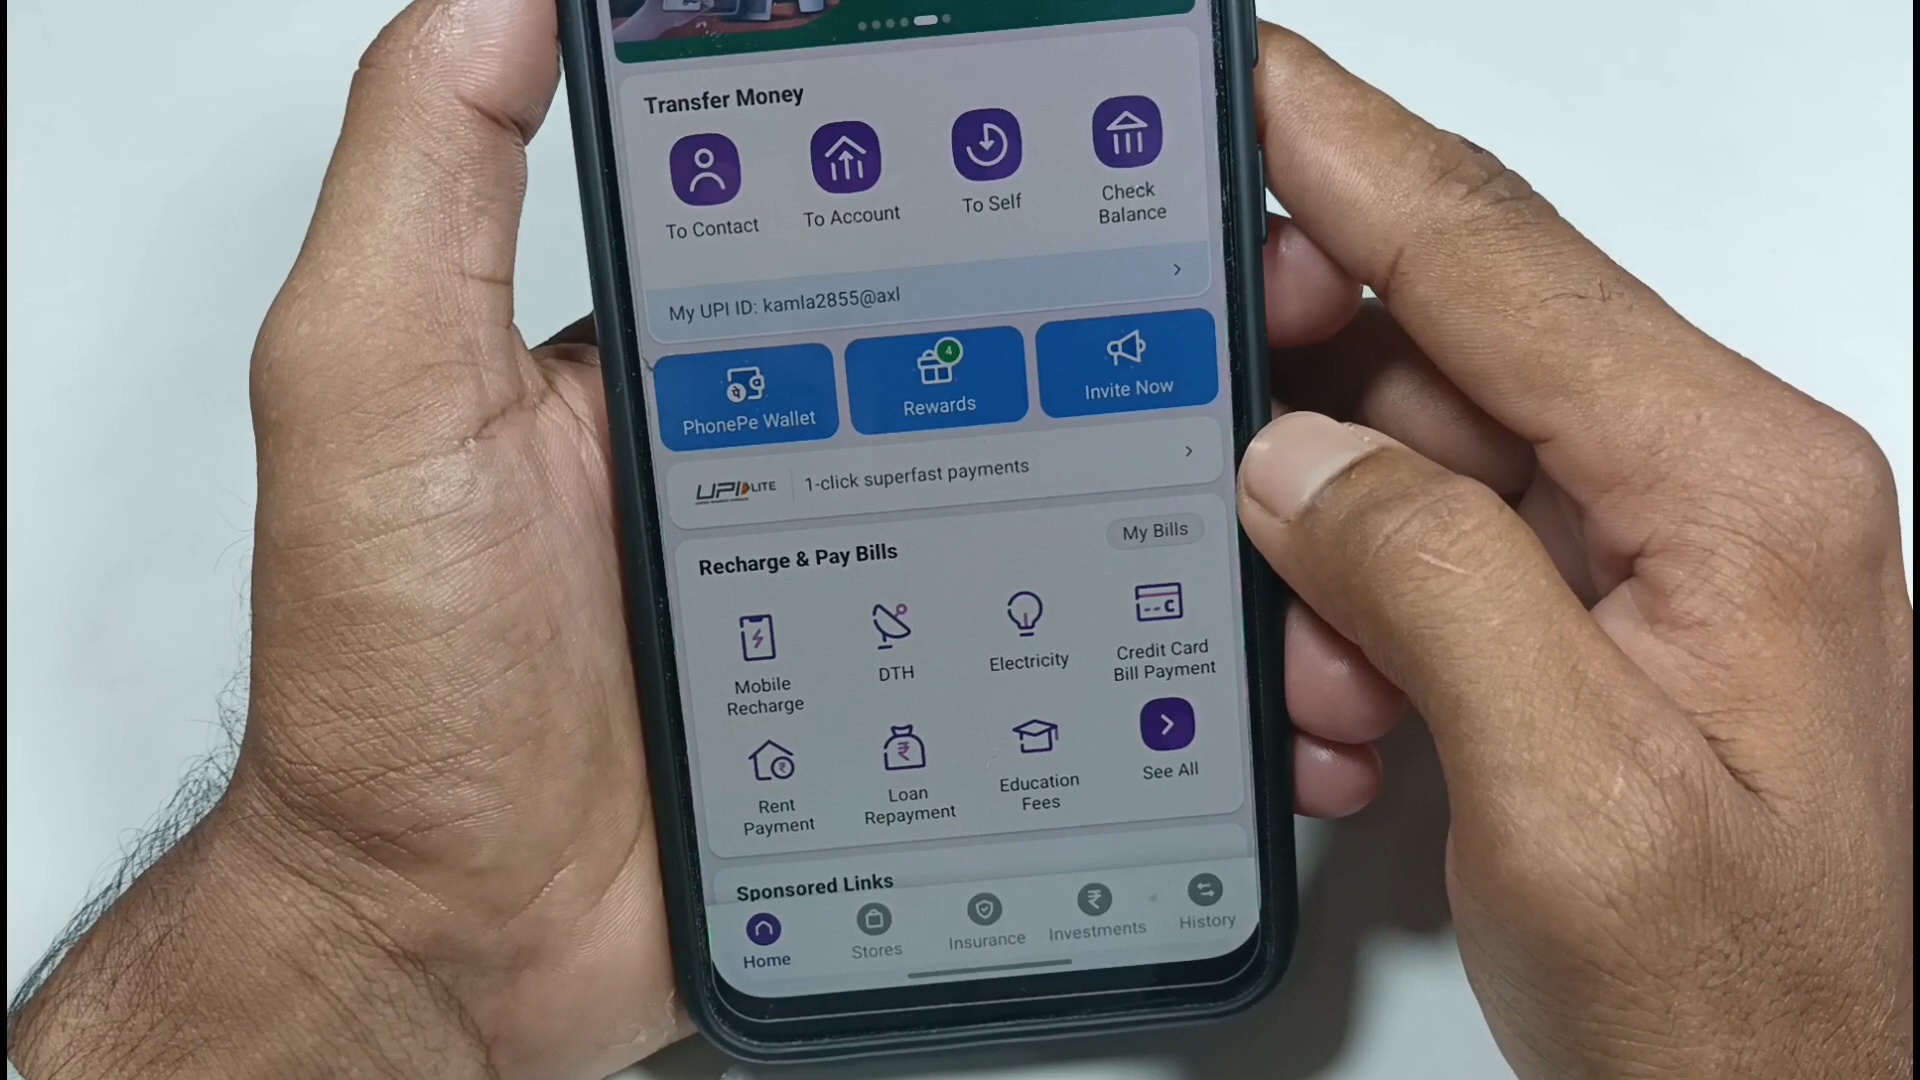 Transfer Money
To Contact
To Account
To Self
Check
Balance
My UPI ID: kamla2855@axl
PhonePe Wallet
4
Rewards
Invite Now
UPI LITE
1-click superfast payments
Recharge & Pay Bills
My Bills
Mobile
Recharge
DTH
Electricity
Credit Card
Bill Payment
Rent
Payment
Loan
Repayment
Education
Fees
See All
Sponsored Links
Home
Stores
Insurance
Investments
History